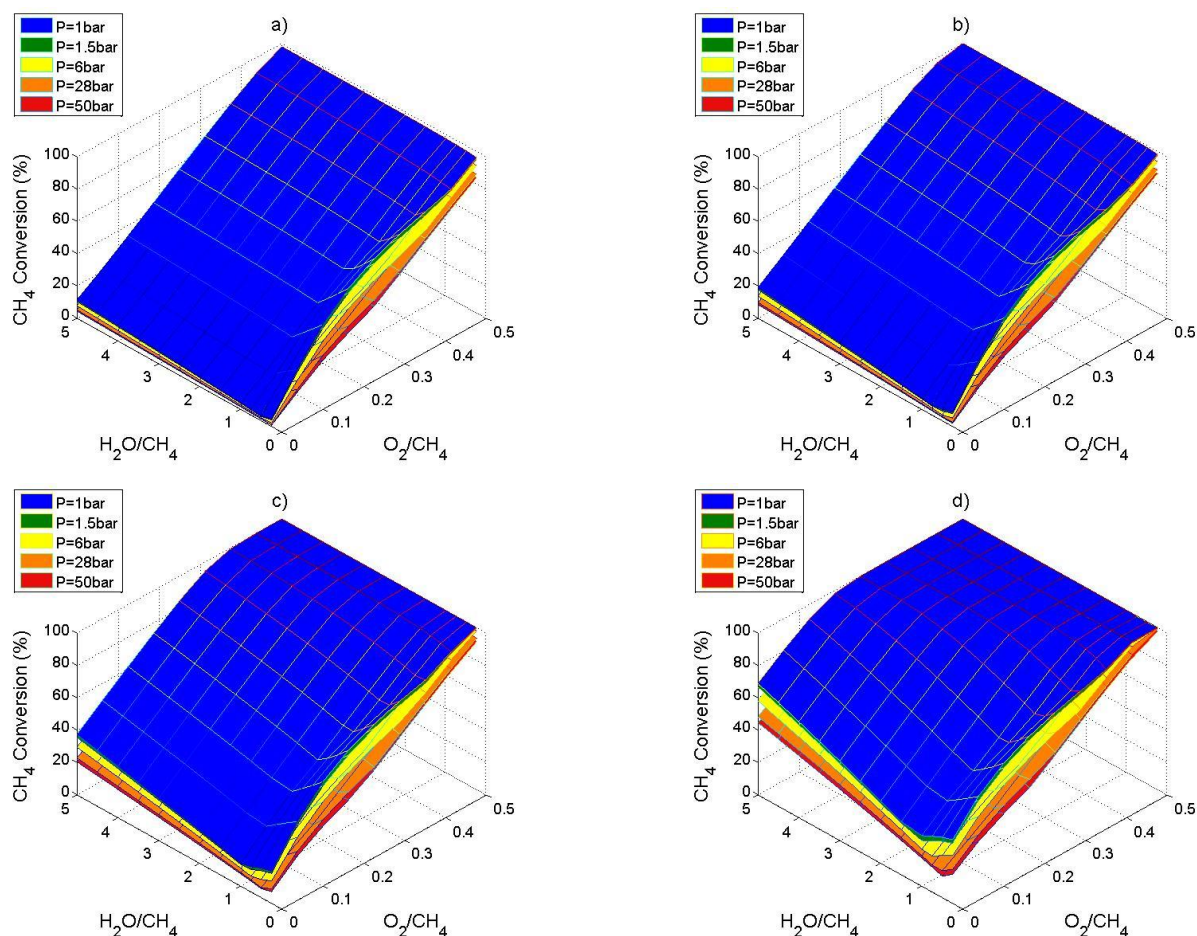 a)
P=1bar
P=1.5bar
P=6bar
P=28bar
P=50bar
CH4 Conversion (%)
100
80
60
40
20
0
5
4
3
2
1
0
H2O/CH4
0
0.1
0.2
0.3
0.4
0.5
O2/CH4
b)
P=1bar
P=1.5bar
P=6bar
P=28bar
P=50bar
CH4 Conversion (%)
100
80
60
40
20
0
5
4
3
2
1
0
H2O/CH4
0
0.1
0.2
0.3
0.4
0.5
O2/CH4
c)
P=1bar
P=1.5bar
P=6bar
P=28bar
P=50bar
CH4 Conversion (%)
100
80
60
40
20
0
5
4
3
2
1
0
H2O/CH4
0
0.1
0.2
0.3
0.4
0.5
O2/CH4
d)
P=1bar
P=1.5bar
P=6bar
P=28bar
P=50bar
CH4 Conversion (%)
100
80
60
40
20
0
5
4
3
2
1
0
H2O/CH4
0
0.1
0.2
0.3
0.4
0.5
O2/CH4